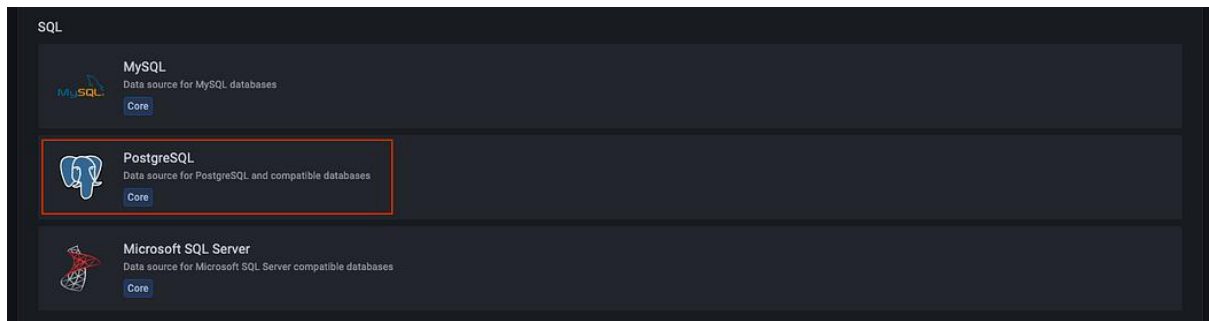 SQL
MySQL
MySQL
Data source for MySQL databases
Core
PostgreSQL
Data source for PostgreSQL and compatible databases
Core
Microsoft SQL Server
Data source for Microsoft SQL Server compatible databases
Core